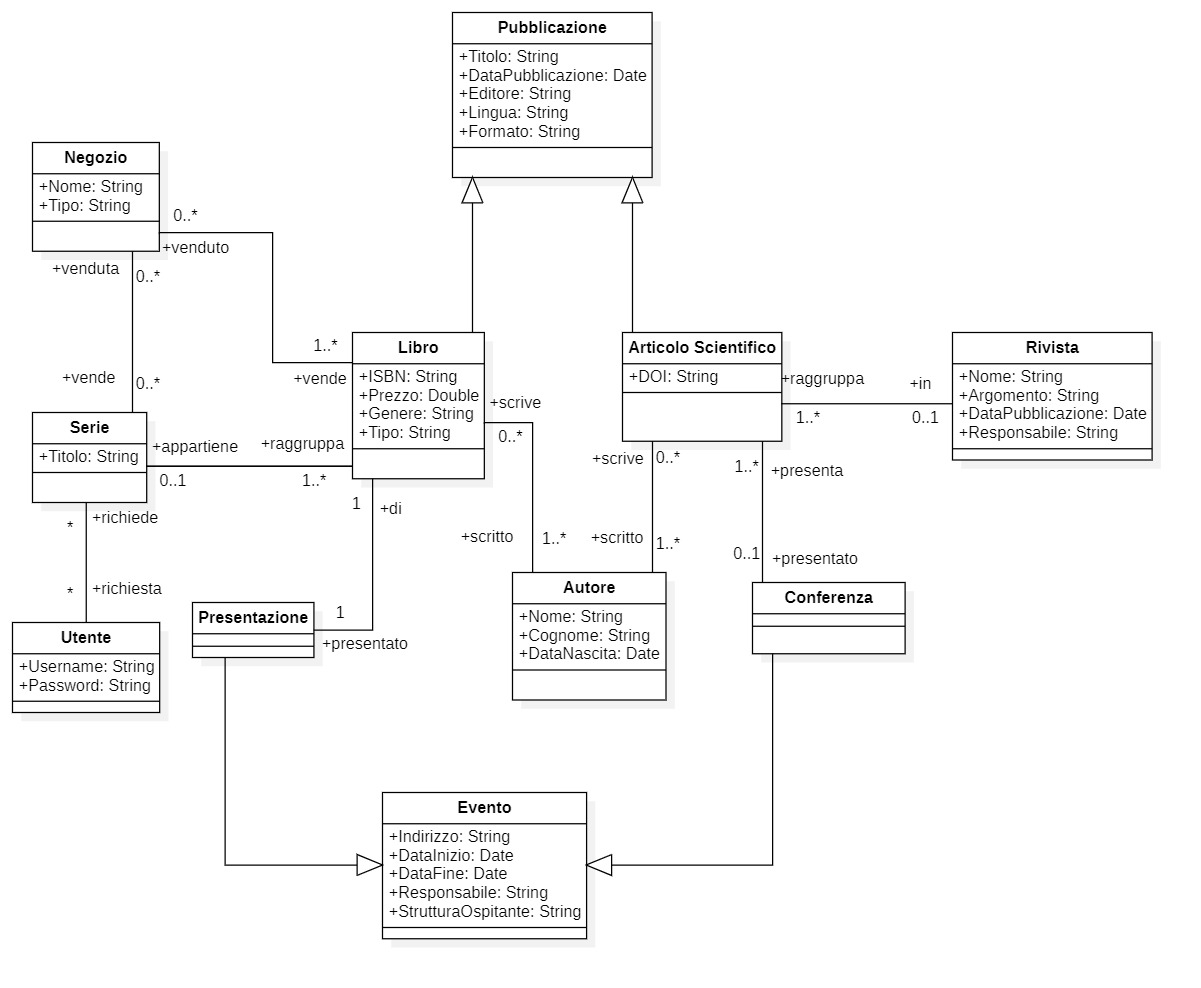 Pubblicazione
+Titolo: String
+DataPubblicazione: Date
+Editore: String
+Lingua: String
+Formato: String
Negozio
+Nome: String
+Tipo: String
0..*
+venduto
+venduta
0..*
1..*
+vende
+vende
0..*
Libro
+ISBN: String
+Prezzo: Double
+Genere: String
+Tipo: String
Articolo Scientifico
+DOI: String
+raggruppa
1..*
+in
0..1
Rivista
+Nome: String
+Argomento: String
+DataPubblicazione: Date
+Responsabile: String
Serie
+Titolo: String
+appartiene
0..1
+raggruppa
1..*
+scrive
0..*
+scrive
0..*
1..*
+presenta
1
+di
*
+richiede
+scritto
1..*
+scritto
1..*
0..1
+presentato
*
+richiesta
Utente
+Username: String
+Password: String
Presentazione
1
+presentato
Autore
+Nome: String
+Cognome: String
+DataNascita: Date
Conferenza
Evento
+Indirizzo: String
+DataInizio: Date
+DataFine: Date
+Responsabile: String
+StrutturaOspitante: String